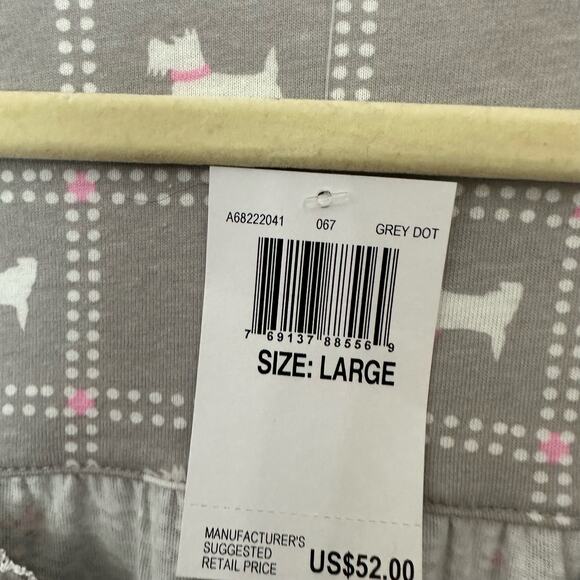 A68222041 067 GREY DOT
7 69137 88556 9
SIZE: LARGE
MANUFACTURER'S
SUGGESTED
RETAIL PRICE US$52.00